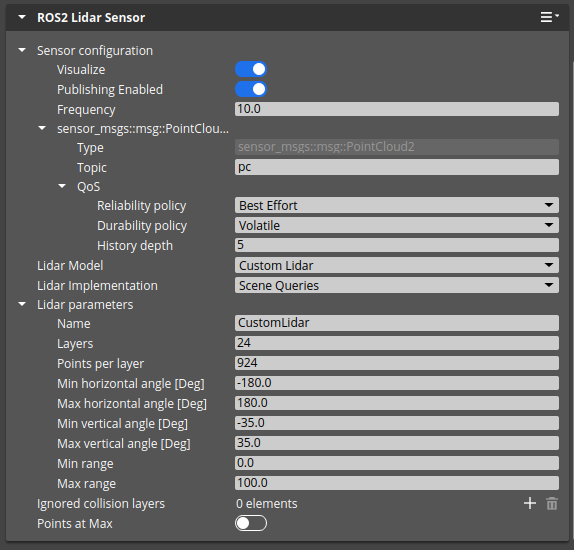 ROS2 Lidar Sensor
Sensor configuration
Visualize
Publishing Enabled
Frequency 10.0
sensor_msgs::msg::PointClou...
Type sensor_msgs::msg::PointCloud2
Topic pc
QoS
Reliability policy Best Effort
Durability policy Volatile
History depth 5
Lidar Model Custom Lidar
Lidar Implementation Scene Queries
Lidar parameters
Name CustomLidar
Layers 24
Points per layer 924
Min horizontal angle [Deg] -180.0
Max horizontal angle [Deg] 180.0
Min vertical angle [Deg] -35.0
Max vertical angle [Deg] 35.0
Min range 0.0
Max range 100.0
Ignored collision layers 0 elements
Points at Max